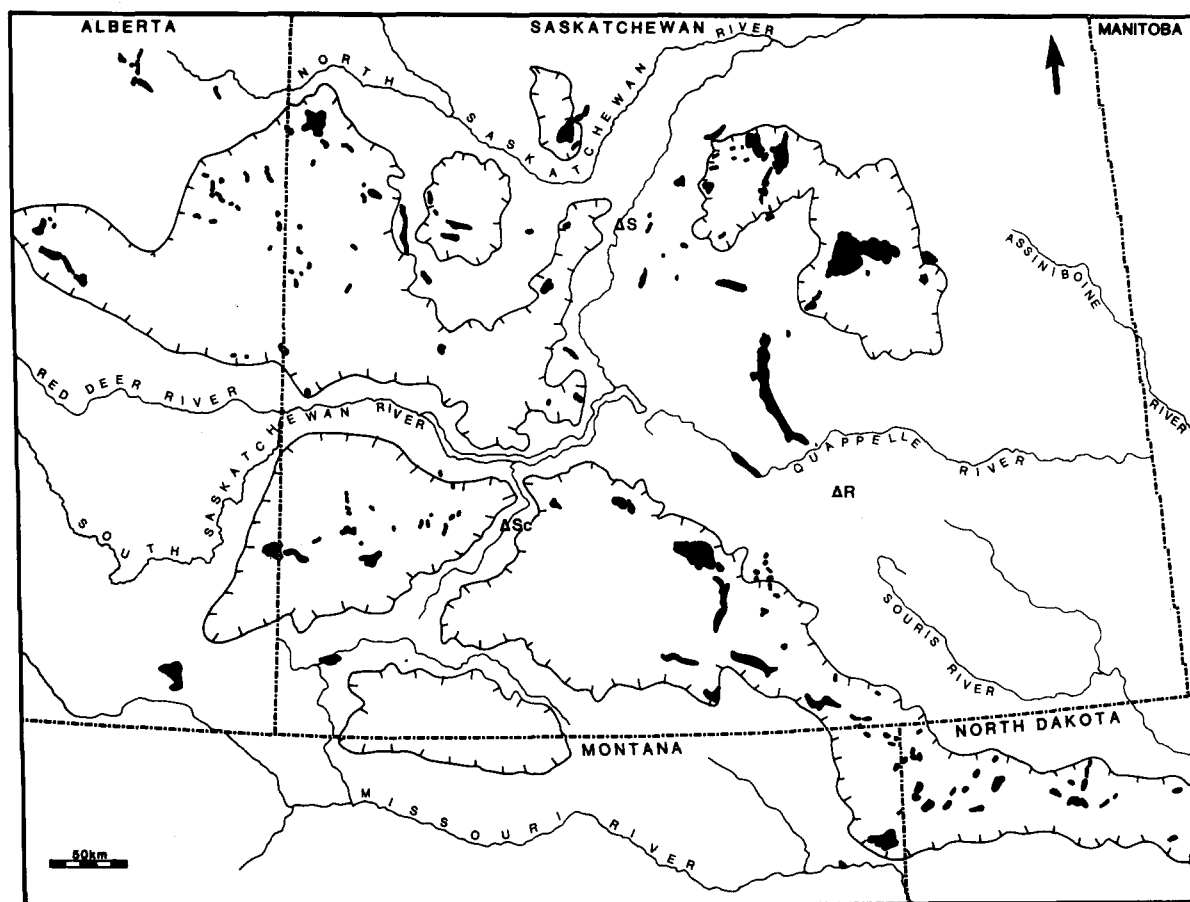 ALBERTA
SASKATCHEWAN
MANITOBA
NORTH SASKATCHEWAN RIVER
ΔS
ASSINIBOINE RIVER
RED DEER RIVER
SOUTH SASKATCHEWAN RIVER
QU'APPELLE RIVER
ΔR
ΔSc
SOURIS RIVER
NORTH DAKOTA
MONTANA
MISSOURI RIVER
50km